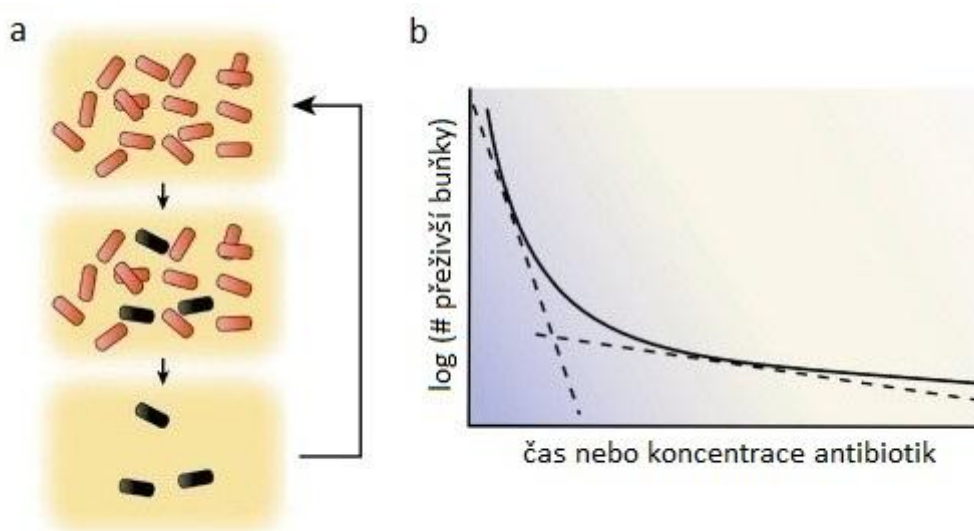 a
b
log (# přeživší buňky)
čas nebo koncentrace antibiotik